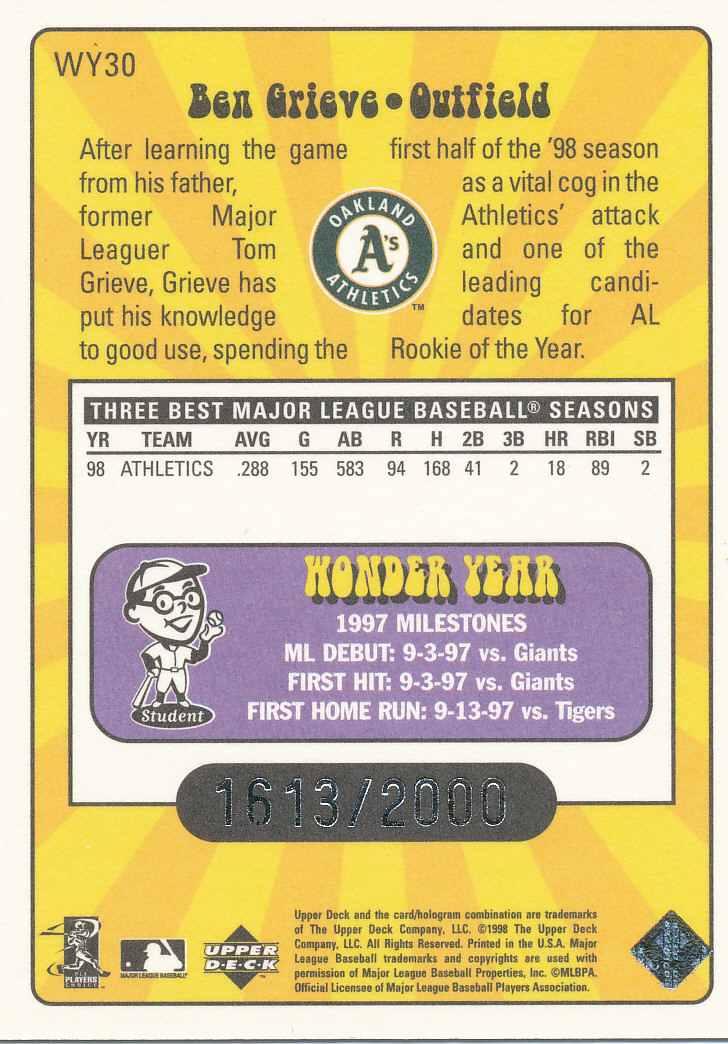 WY30
Ben Grieve • Outfield
After learning the game
from his father,
former Major
Leaguer Tom
Grieve, Grieve has
put his knowledge
to good use, spending the
first half of the '98 season
as a vital cog in the
Athletics' attack
and one of the
leading candi-
dates for AL
Rookie of the Year.
OAKLAND
A's
ATHLETICS
TM
THREE BEST MAJOR LEAGUE BASEBALL® SEASONS
YR TEAM AVG G AB R H 2B 3B HR RBI SB
98 ATHLETICS .288 155 583 94 168 41 2 18 89 2
WONDER YEAR
1997 MILESTONES
ML DEBUT: 9-3-97 vs. Giants
FIRST HIT: 9-3-97 vs. Giants
FIRST HOME RUN: 9-13-97 vs. Tigers
Student
1613/2000
PLAYERS
CHOICE
MAJOR LEAGUE BASEBALL
UPPER
D·E·C·K
Upper Deck and the card/hologram combination are trademarks
of The Upper Deck Company, LLC. ©1998 The Upper Deck
Company, LLC. All Rights Reserved. Printed in the U.S.A. Major
League Baseball trademarks and copyrights are used with
permission of Major League Baseball Properties, Inc. ©MLBPA.
Official Licensee of Major League Baseball Players Association.